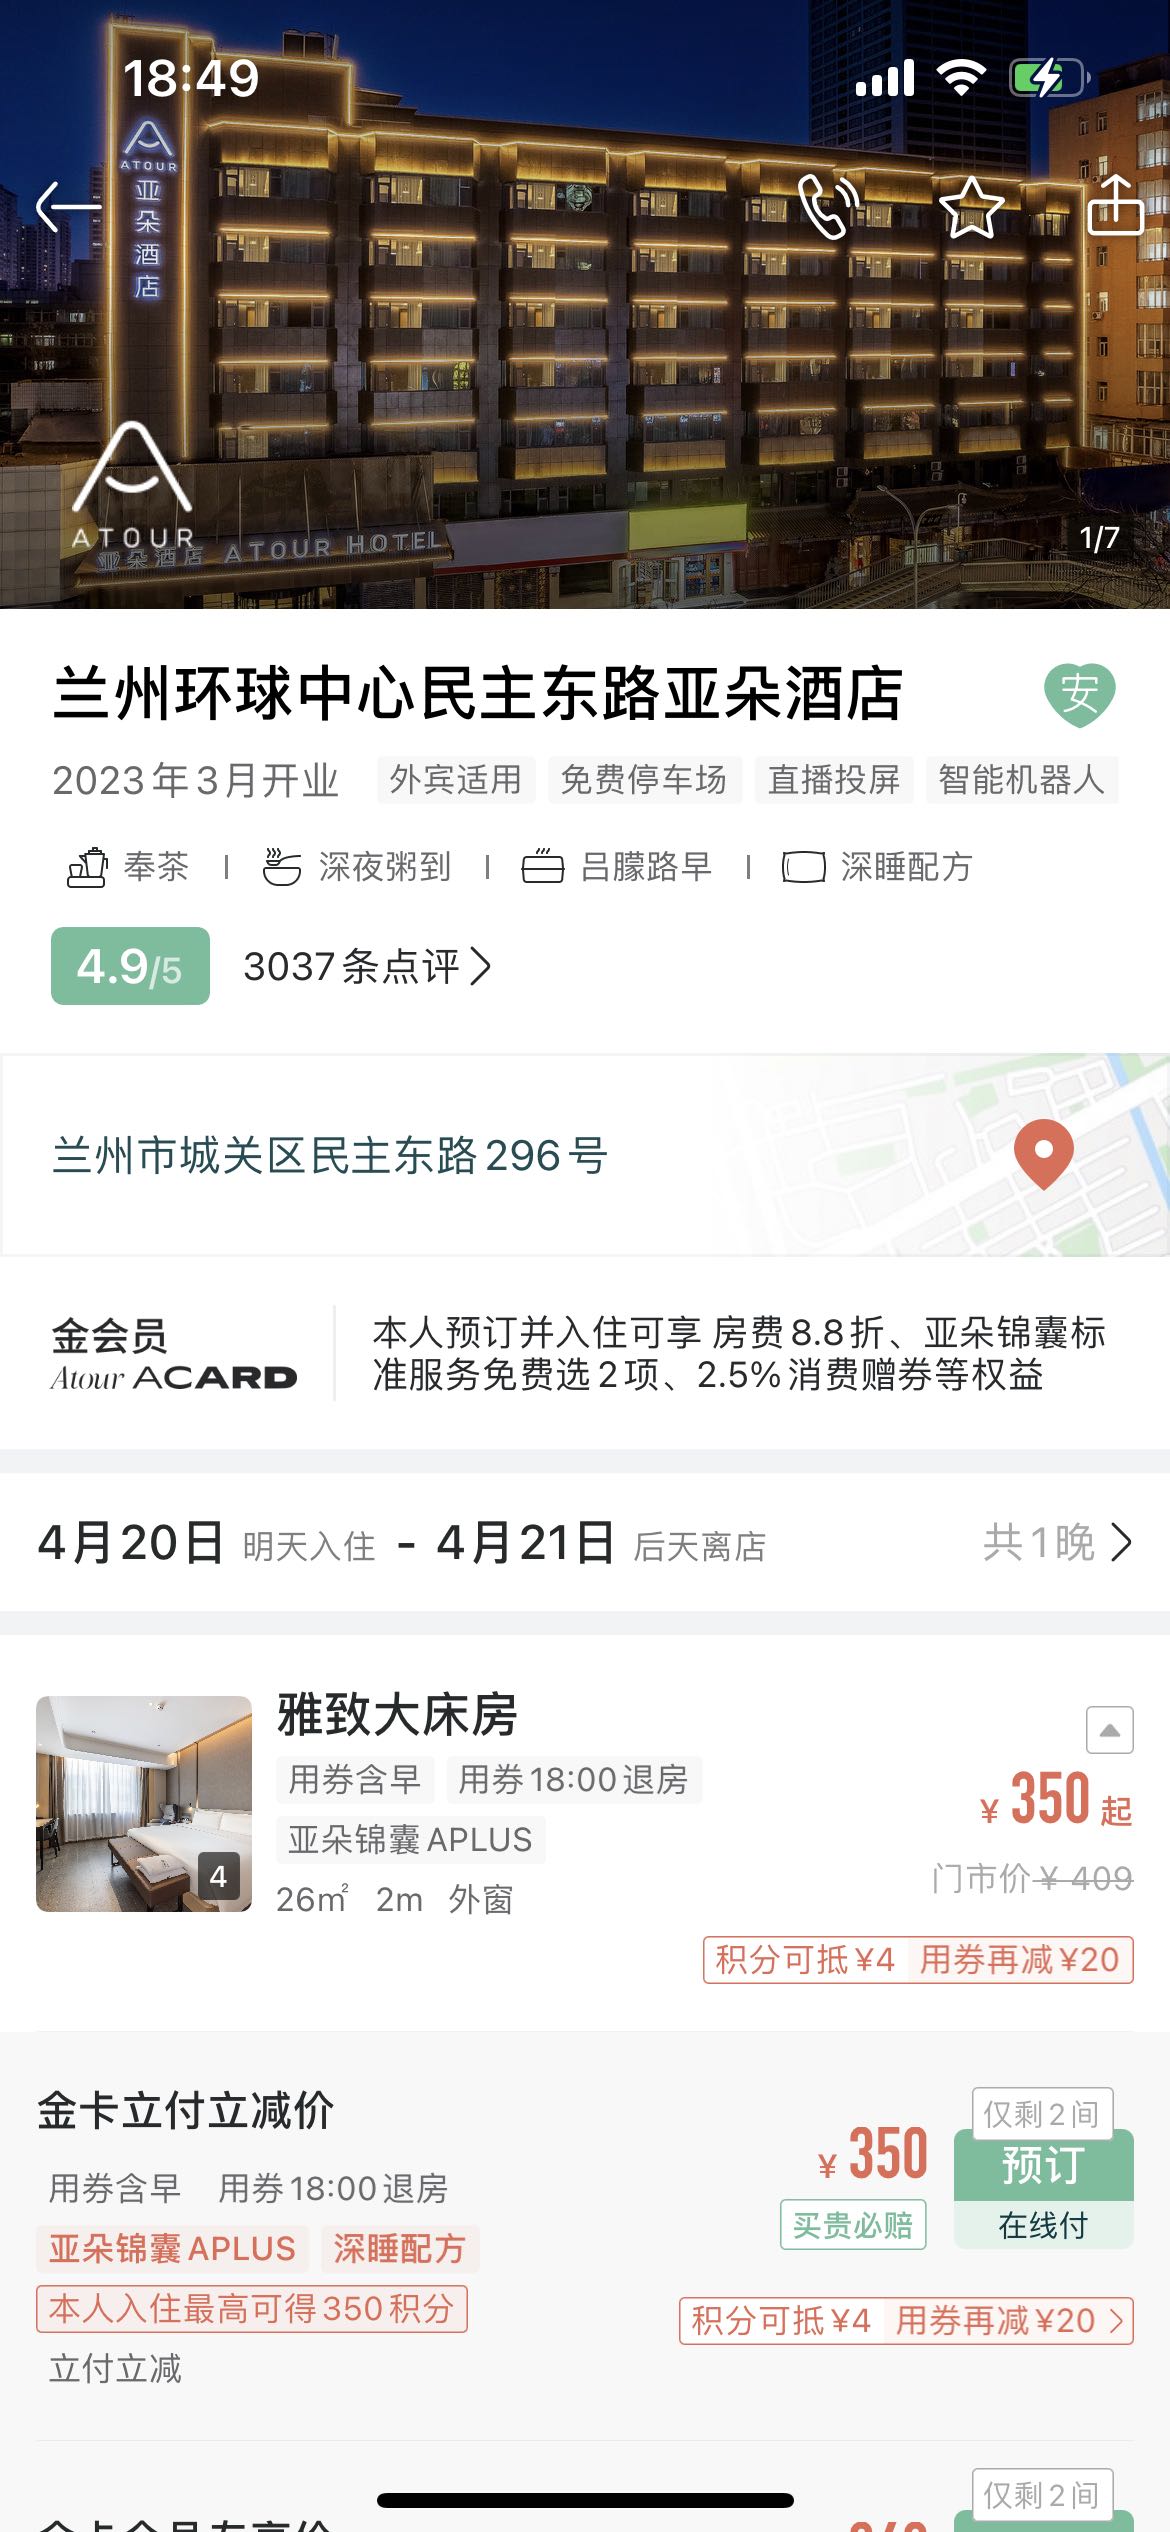 18:49
ATOUR
亚朵酒店
ATOUR
亚朵酒店 ATOUR HOTEL
1/7
兰州环球中心民主东路亚朵酒店
安
2023年3月开业 外宾适用 免费停车场 直播投屏 智能机器人
奉茶 | 深夜粥到 | 吕朦路早 | 深睡配方
4.9/5 3037条点评
兰州市城关区民主东路296号
金会员
Atour ACARD
本人预订并入住可享 房费8.8折、亚朵锦囊标
准服务免费选2项、2.5%消费赠券等权益
4月20日 明天入住 - 4月21日 后天离店 共1晚
雅致大床房
用券含早 用券18:00退房
亚朵锦囊APLUS
¥350起
4
26㎡ 2m 外窗
门市价¥409
积分可抵¥4 用券再减¥20
金卡立付立减价
仅剩2间
¥350
预订
用券含早 用券18:00退房
买贵必赔
在线付
亚朵锦囊APLUS 深睡配方
本人入住最高可得350积分
积分可抵¥4 用券再减¥20
立付立减
仅剩2间